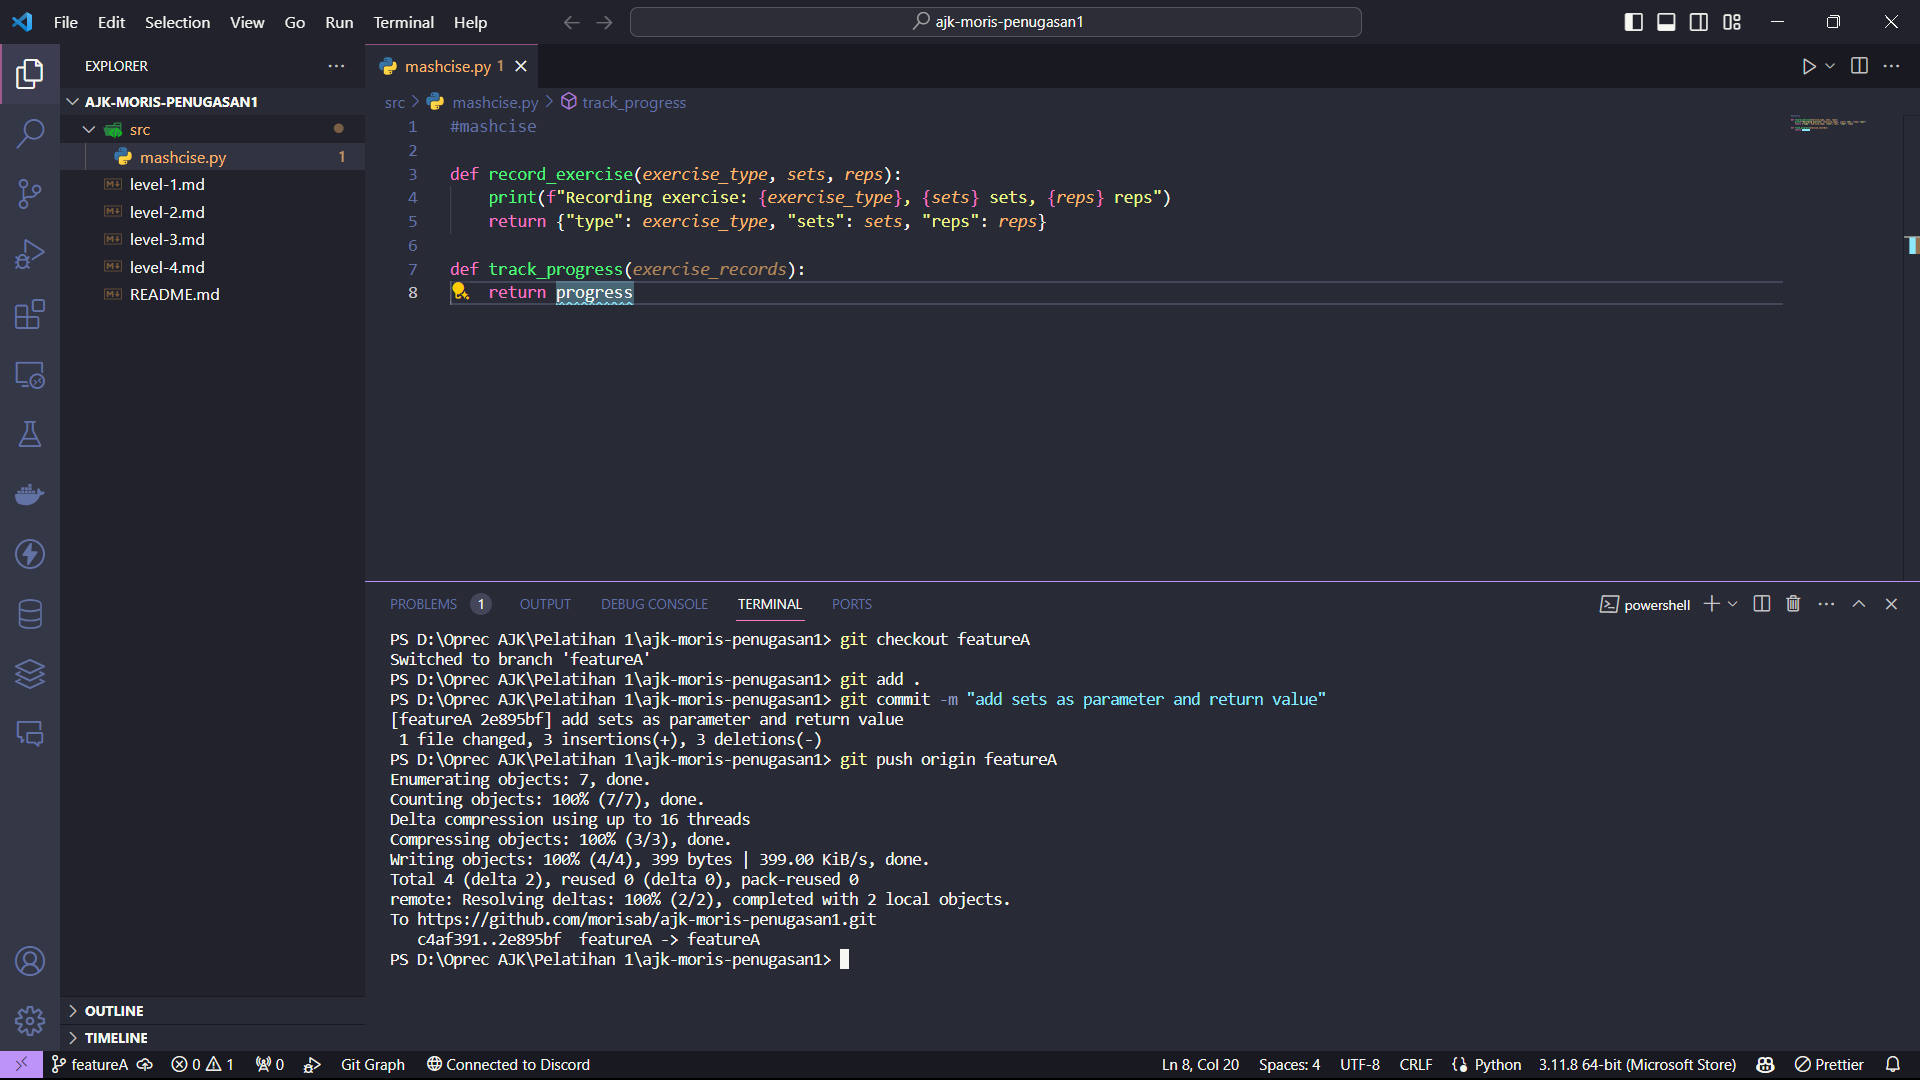 File Edit Selection View Go Run Terminal Help
ajk-moris-penugasan1
EXPLORER
mashcise.py 1
AJK-MORIS-PENUGASAN1
src
mashcise.py 1
level-1.md
level-2.md
level-3.md
level-4.md
README.md
src > mashcise.py > track_progress
1 #mashcise
2
3 def record_exercise(exercise_type, sets, reps):
4 print(f"Recording exercise: {exercise_type}, {sets} sets, {reps} reps")
5 return {"type": exercise_type, "sets": sets, "reps": reps}
6
7 def track_progress(exercise_records):
8 return progress
PROBLEMS 1 OUTPUT DEBUG CONSOLE TERMINAL PORTS
powershell
PS D:\Oprec AJK\Pelatihan 1\ajk-moris-penugasan1> git checkout featureA
Switched to branch 'featureA'
PS D:\Oprec AJK\Pelatihan 1\ajk-moris-penugasan1> git add .
PS D:\Oprec AJK\Pelatihan 1\ajk-moris-penugasan1> git commit -m "add sets as parameter and return value"
[featureA 2e895bf] add sets as parameter and return value
1 file changed, 3 insertions(+), 3 deletions(-)
PS D:\Oprec AJK\Pelatihan 1\ajk-moris-penugasan1> git push origin featureA
Enumerating objects: 7, done.
Counting objects: 100% (7/7), done.
Delta compression using up to 16 threads
Compressing objects: 100% (3/3), done.
Writing objects: 100% (4/4), 399 bytes | 399.00 KiB/s, done.
Total 4 (delta 2), reused 0 (delta 0), pack-reused 0
remote: Resolving deltas: 100% (2/2), completed with 2 local objects.
To https://github.com/morisab/ajk-moris-penugasan1.git
c4af391..2e895bf featureA -> featureA
PS D:\Oprec AJK\Pelatihan 1\ajk-moris-penugasan1>
OUTLINE
TIMELINE
featureA 0 1 0 Git Graph Connected to Discord Ln 8, Col 20 Spaces: 4 UTF-8 CRLF Python 3.11.8 64-bit (Microsoft Store) Prettier